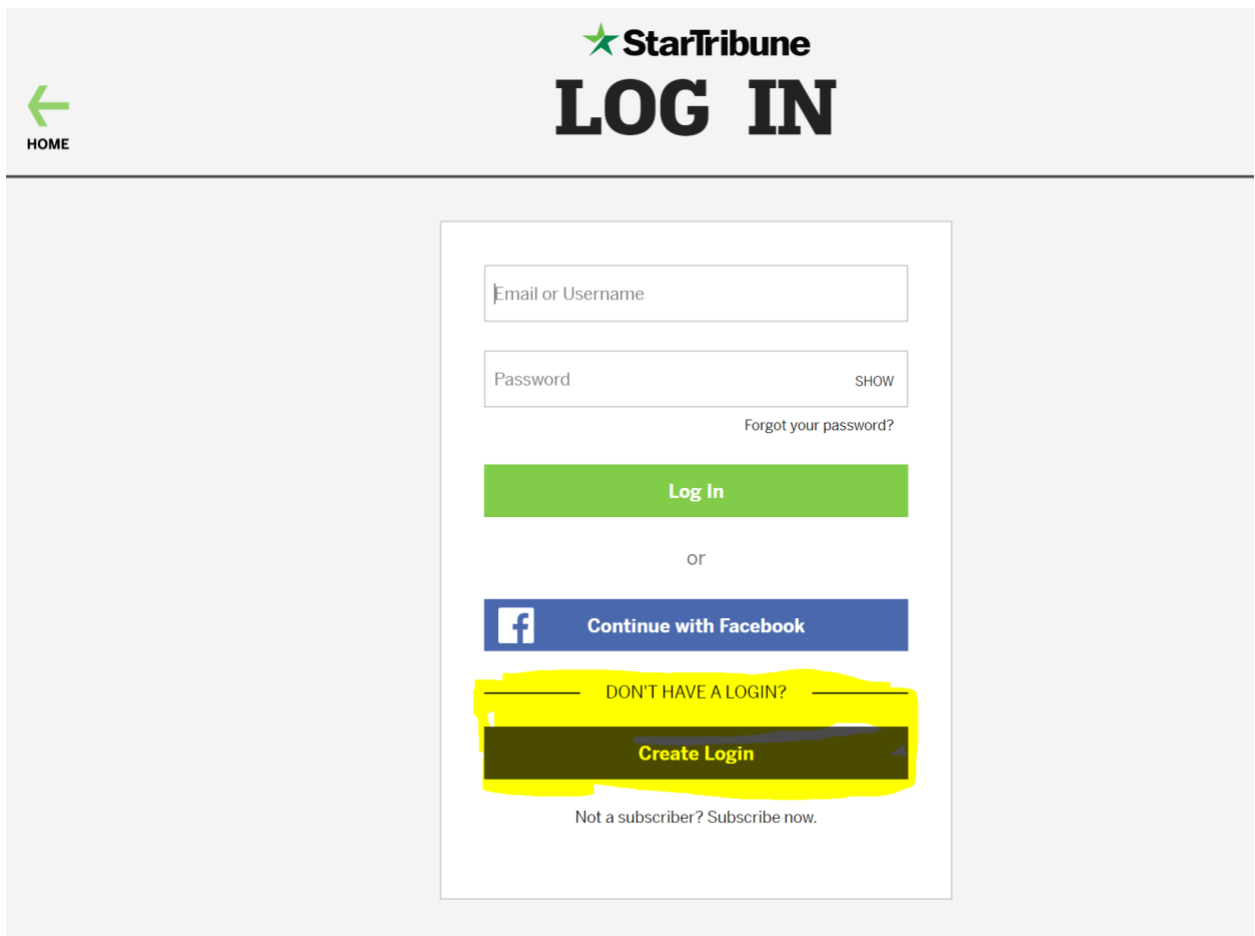 StarTribune
LOG IN
HOME
Email or Username
Password SHOW
Forgot your password?
Log In
or
Continue with Facebook
DON'T HAVE A LOGIN?
Create Login
Not a subscriber? Subscribe now.